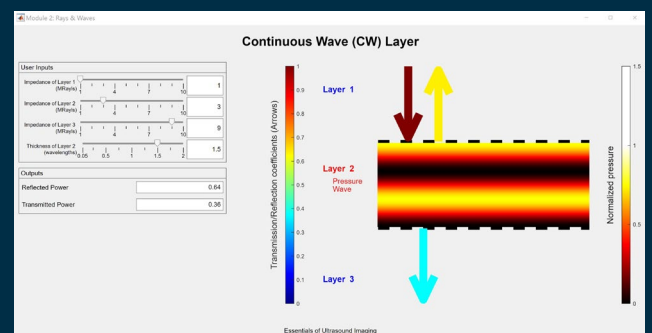 Module 2: Rays & Waves
Continuous Wave (CW) Layer
User Inputs
Impedance of Layer 1
(MRayls)
1
4
7
10
1
Impedance of Layer 2
(MRayls)
1
4
7
10
3
Impedance of Layer 3
(MRayls)
1
4
7
10
9
Thickness of Layer 2
(wavelengths)
0.05
0.5
1
1.5
2
1.5
Outputs
Reflected Power
0.64
Transmitted Power
0.36
Transmission/Reflection coefficients (Arrows)
1
0.9
0.8
0.7
0.6
0.5
0.4
0.3
0.2
0.1
0
Layer 1
Layer 2
Pressure
Wave
Layer 3
1.5
1
0.5
0
Normalized pressure
Essentials of Ultrasound Imaging